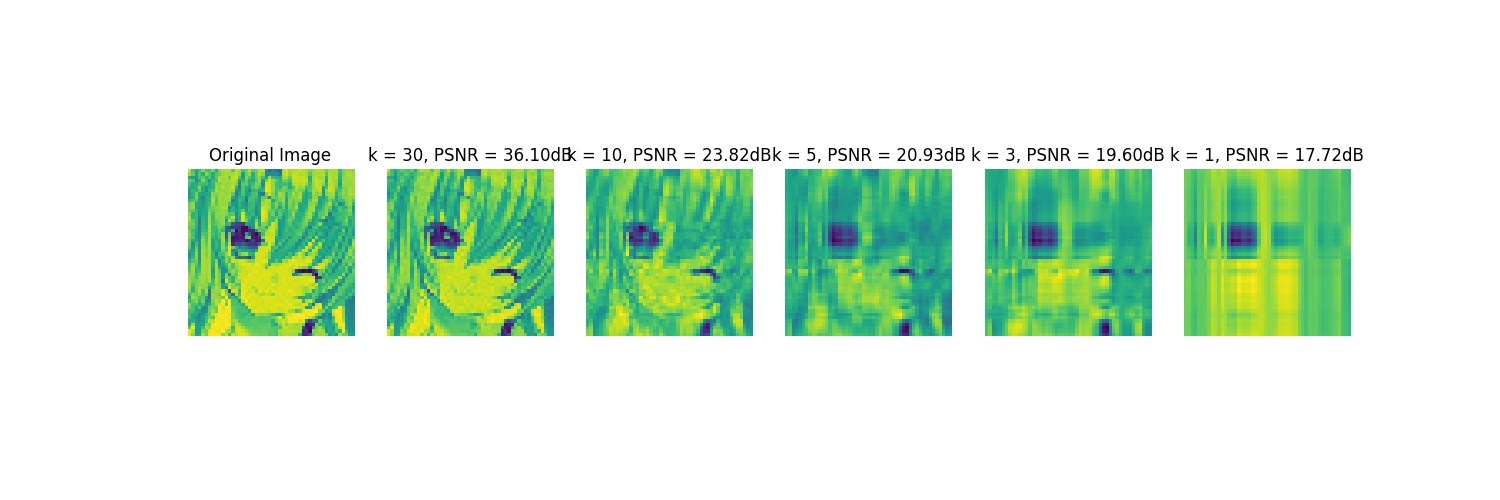 Original Image
k = 30, PSNR = 36.10dB
k = 10, PSNR = 23.82dB
k = 5, PSNR = 20.93dB
k = 3, PSNR = 19.60dB
k = 1, PSNR = 17.72dB